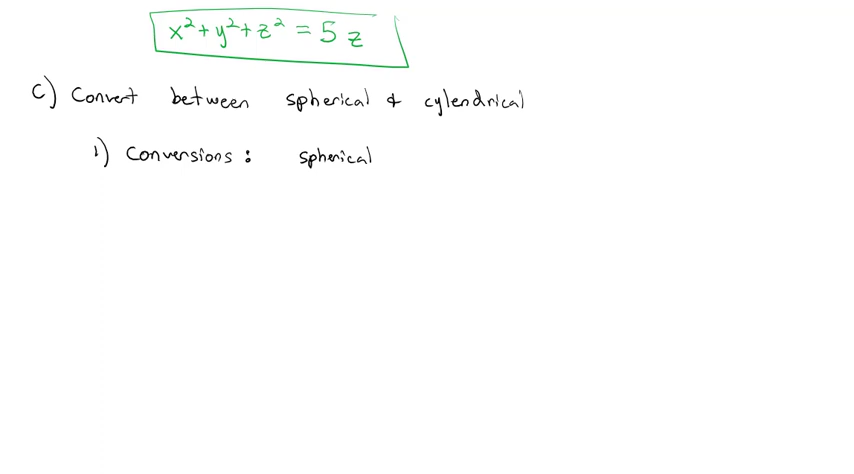 x² + y² + z² = 5 z
c) Convert between spherical & cylendrical
1) Conversions : spherical